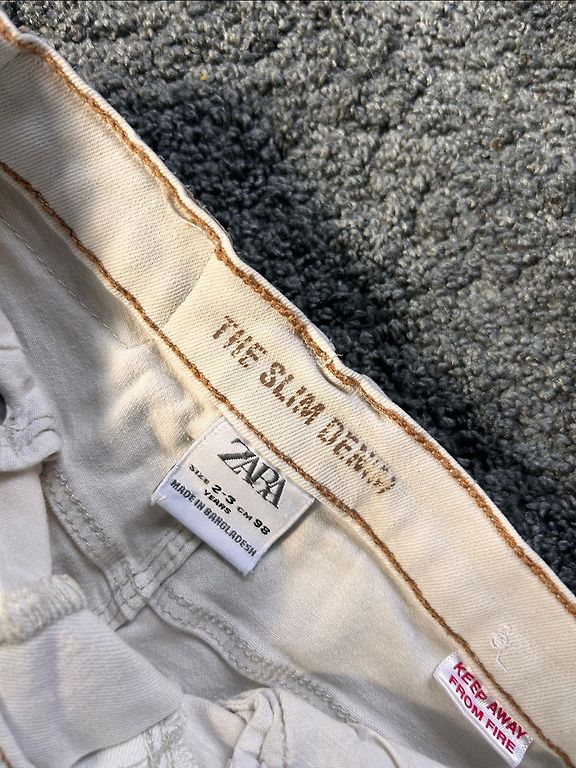 THE SLIM DENIM
ZARA
SIZE 2-3 CM 98
YEARS
MADE IN BANGLADESH
KEEP AWAY
FROM FIRE